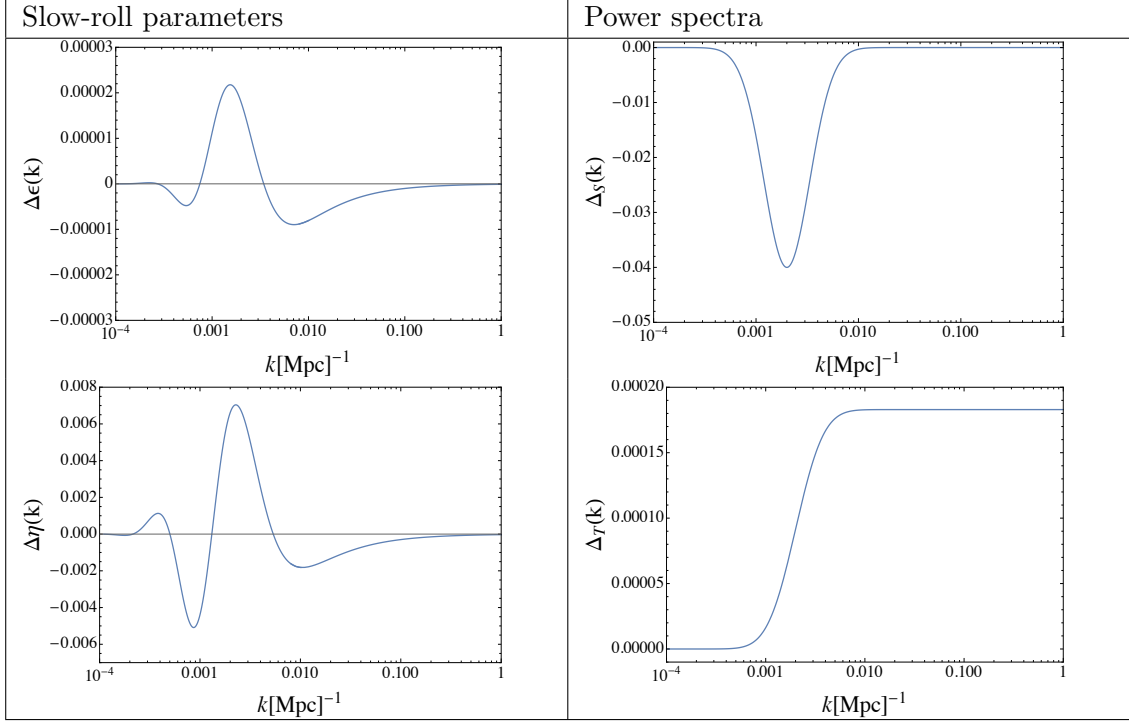 Slow-roll parameters
Power spectra
0.00003
0.00002
0.00001
0
−0.00001
−0.00002
−0.00003
Δϵ(k)
10⁻⁴ 0.001 0.010 0.100 1
k[Mpc]⁻¹
0.00
−0.01
−0.02
−0.03
−0.04
−0.05
Δ_S(k)
10⁻⁴ 0.001 0.010 0.100 1
k[Mpc]⁻¹
0.008
0.006
0.004
0.002
0.000
−0.002
−0.004
−0.006
Δη(k)
10⁻⁴ 0.001 0.010 0.100 1
k[Mpc]⁻¹
0.00020
0.00015
0.00010
0.00005
0.00000
Δ_T(k)
10⁻⁴ 0.001 0.010 0.100 1
k[Mpc]⁻¹